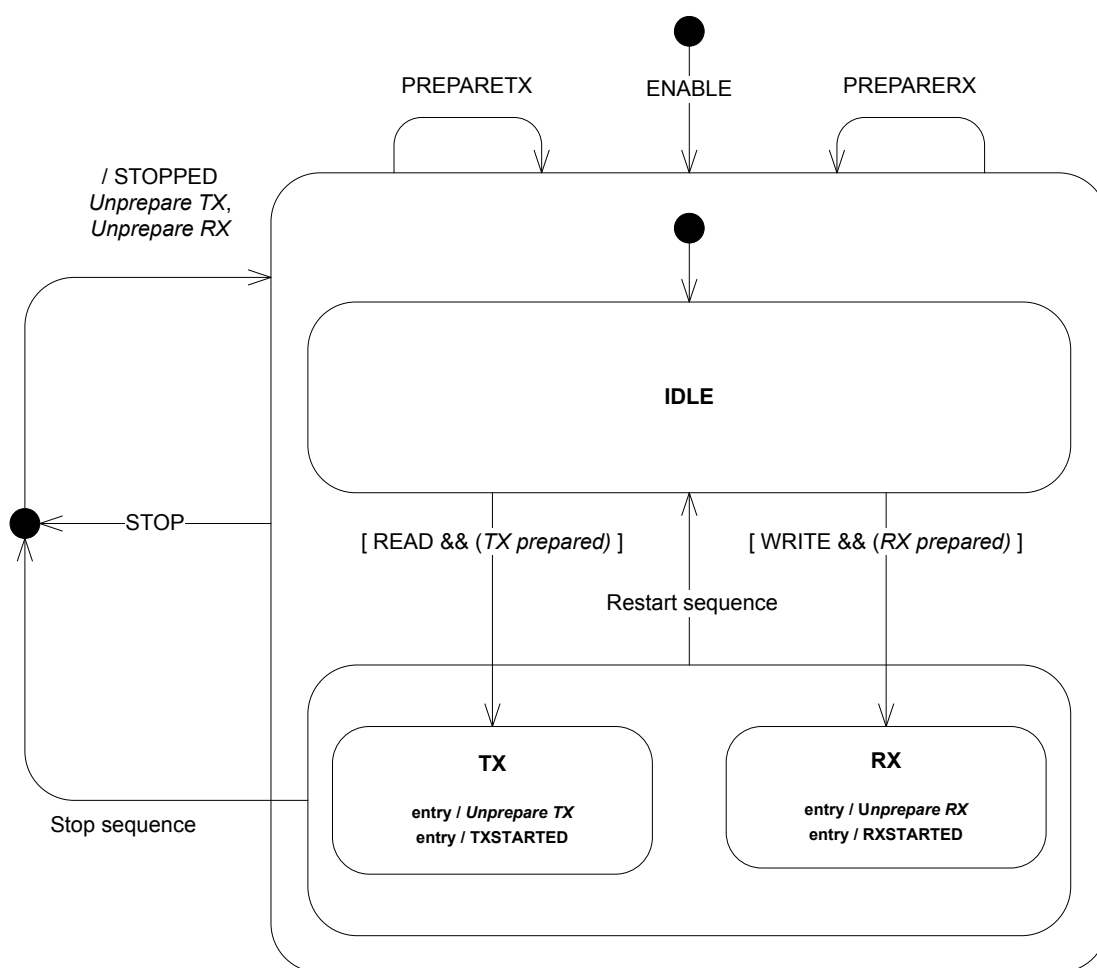 PREPARETX
ENABLE
PREPARERX
/ STOPPED
Unprepare TX,
Unprepare RX
IDLE
STOP
[ READ && (TX prepared) ]
[ WRITE && (RX prepared) ]
Restart sequence
TX
entry / Unprepare TX
entry / TXSTARTED
RX
entry / Unprepare RX
entry / RXSTARTED
Stop sequence